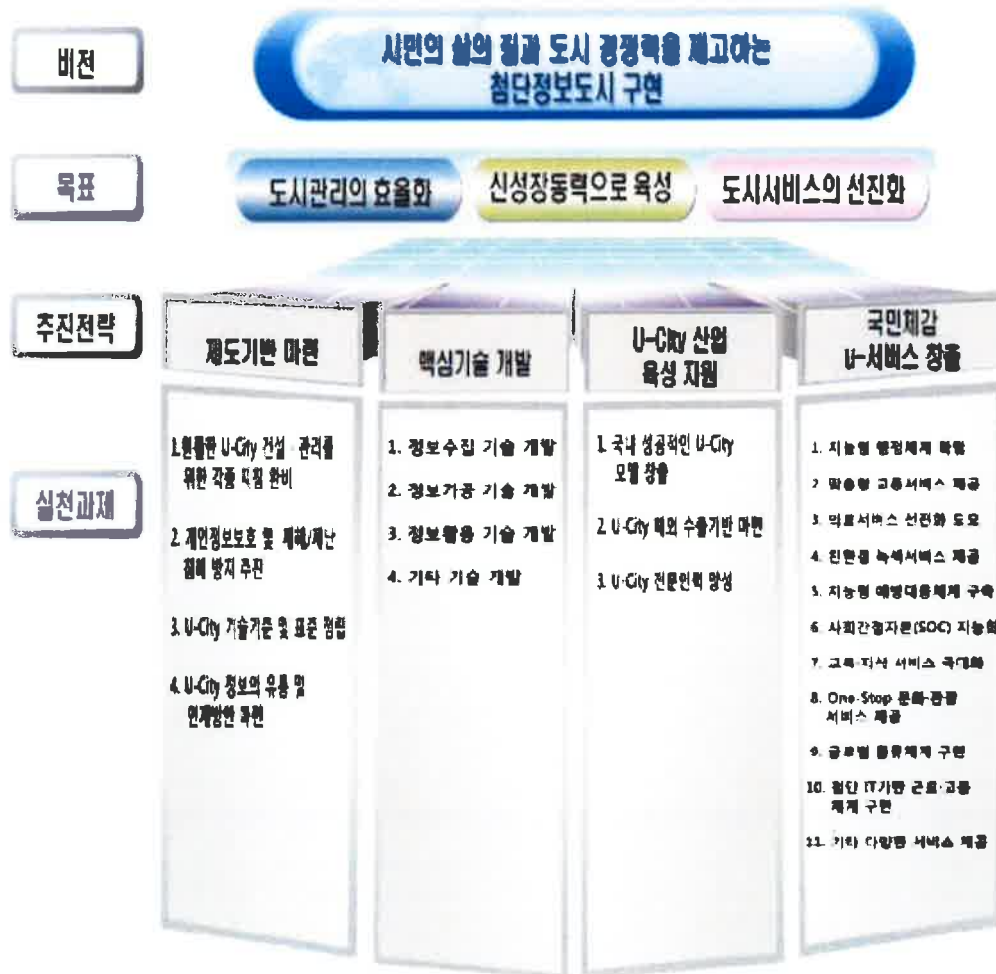 비전
시민의 삶의 질과 도시 경쟁력을 제고하는
첨단정보도시 구현
목표
도시관리의 효율화
신성장동력으로 육성
도시서비스의 선진화
추진전략
제도기반 마련
핵심기술 개발
U-City 산업
육성 지원
국민체감
U-서비스 창출
실천과제
1.원활한 U-City 건설·관리를
위한 각종 지침 완비
2. 개인정보보호 및 재해/재난
침해 방지 추진
3. U-City 기술기준 및 표준 정립
4. U-City 정보의 유통 및
연계방안 마련
1. 정보수집 기술 개발
2. 정보가공 기술 개발
3. 정보활용 기술 개발
4. 기타 기술 개발
1. 국내 성공적인 U-City
모델 창출
2. U-City 해외 수출기반 마련
3. U-City 전문인력 양성
1. 지능형 행정체계
2. 맞춤형 교통서비스 제공
3. 의료서비스 선진화 도모
4. 친환경 녹색서비스 제공
5. 지능형 예방대응체계 구축
6. 사회간접자본(SOC) 지능화
7. 교육·지식 서비스 극대화
8. One-Stop 문화·관광
서비스 제공
9. 글로벌 물류체계 구현
10. 첨단 IT기반 근로·고용
체계 구현
11. 기타 다양한 서비스 제공